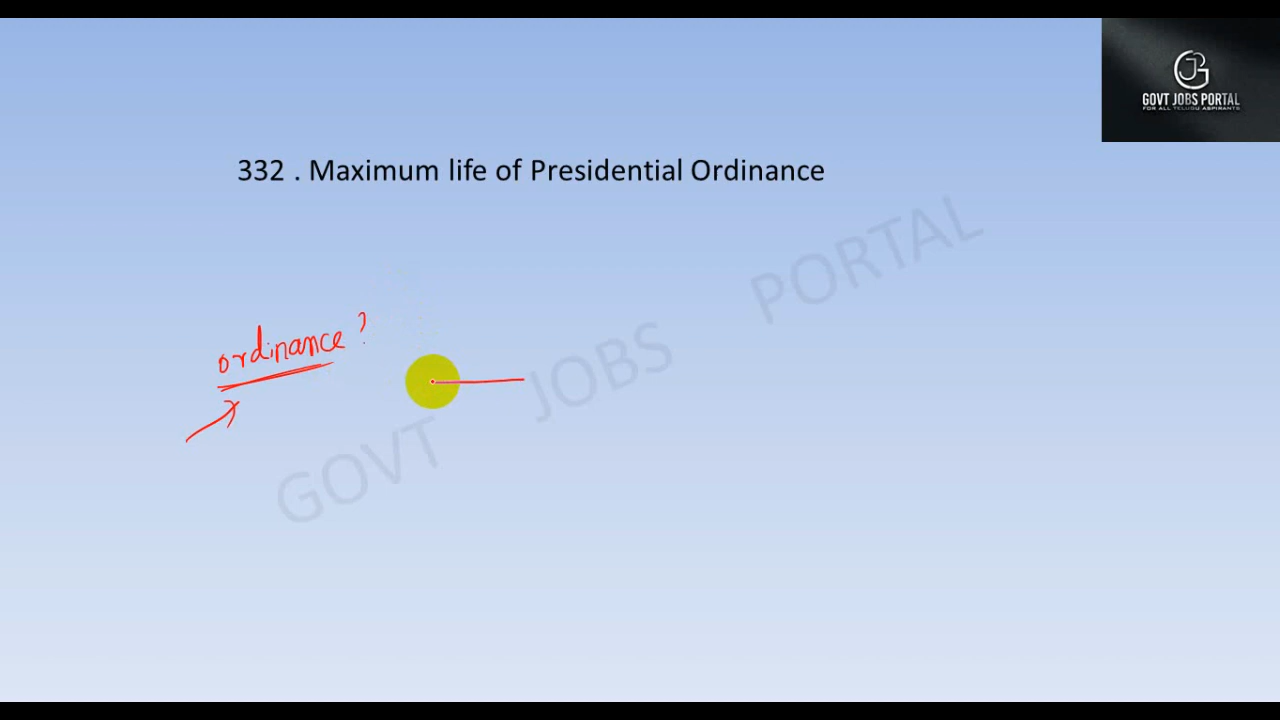 GOVT JOBS PORTAL
FOR ALL TELUGU ASPIRANTS
332 . Maximum life of Presidential Ordinance
ordinance ?
GOVT JOBS PORTAL